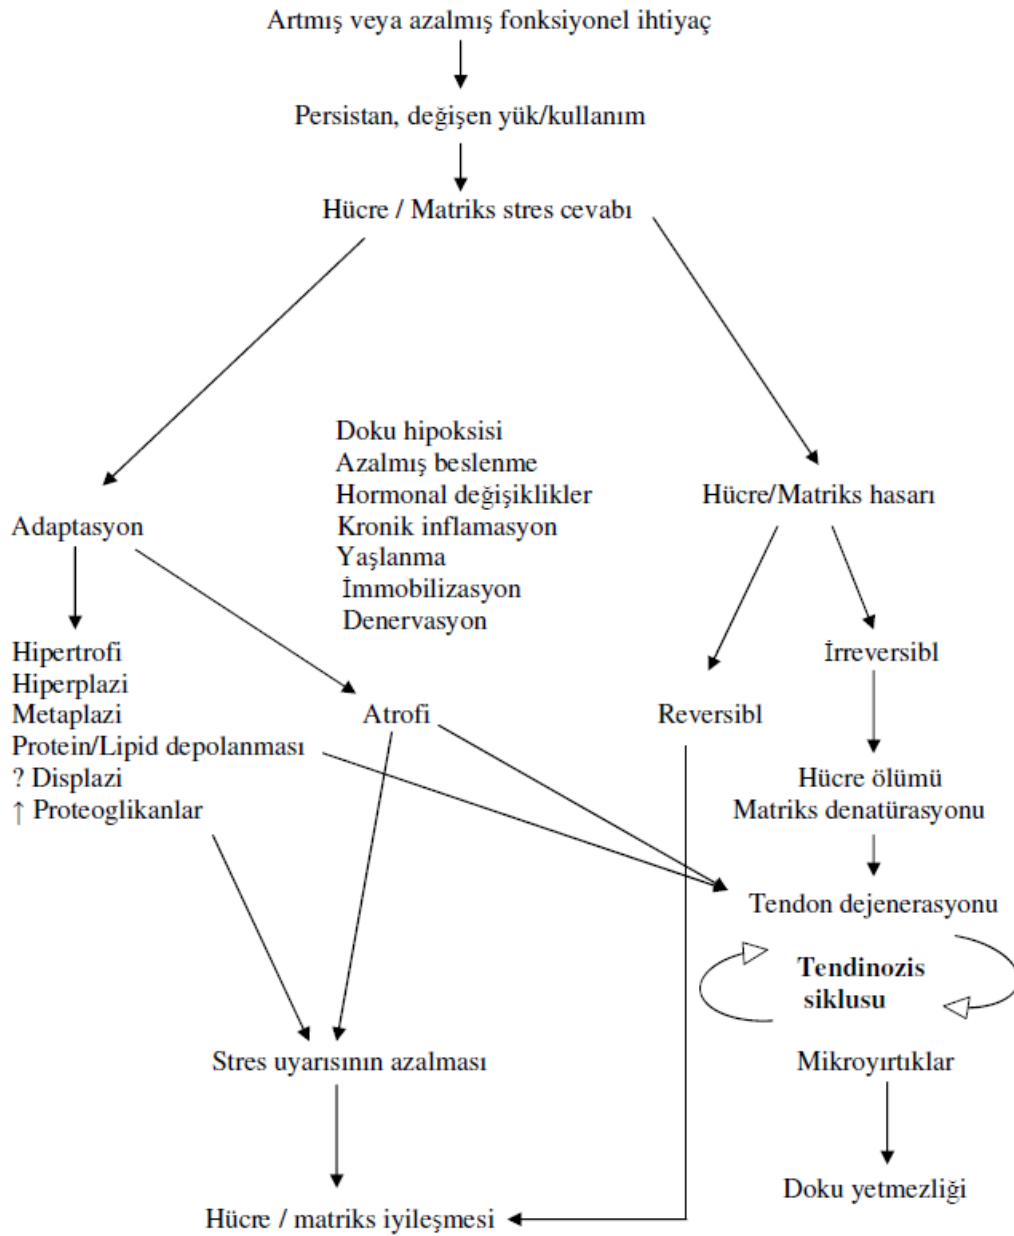 Artmış veya azalmış fonksiyonel ihtiyaç
Persistan, değişen yük/kullanım
Hücre / Matriks stres cevabı
Doku hipoksisi
Azalmış beslenme
Hormonal değişiklikler
Kronik inflamasyon
Yaşlanma
İmmobilizasyon
Denervasyon
Hücre/Matriks hasarı
Adaptasyon
Hipertrofi
Hiperplazi
Metaplazi
Protein/Lipid depolanması
? Displazi
↑ Proteoglikanlar
Atrofi
Reversibl
İrreversibl
Hücre ölümü
Matriks denatürasyonu
Tendon dejenerasyonu
Tendinozis
siklusu
Stres uyarısının azalması
Mikroyırtıklar
Doku yetmezliği
Hücre / matriks iyileşmesi